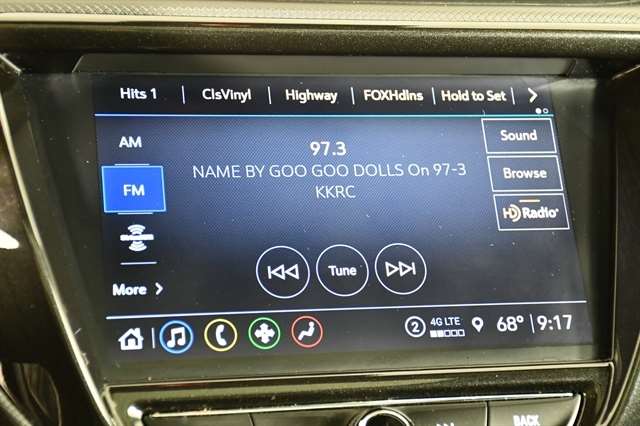 Hits 1 ClsVinyl Highway FOXHdlns Hold to Set
AM
97.3
Sound
NAME BY GOO GOO DOLLS On 97-3
KKRC
FM
Browse
HD Radio
Tune
More
2 4G LTE 68° 9:17
BACK